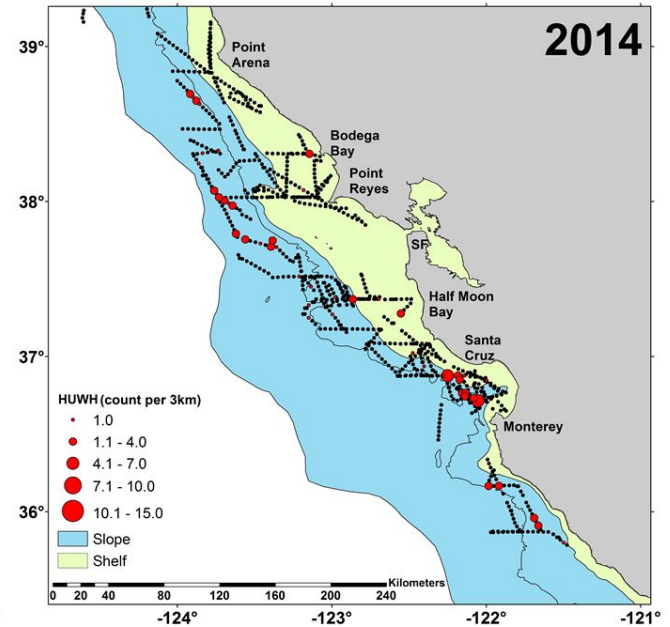 2014
39°
38°
37°
36°
Point
Arena
Bodega
Bay
Point
Reyes
SF
Half Moon
Bay
Santa
Cruz
Monterey
HUWH (count per 3km)
1.0
1.1 - 4.0
4.1 - 7.0
7.1 - 10.0
10.1 - 15.0
Slope
Shelf
Kilometers
0 20 40 80 120 160 200 240
-124° -123° -122° -121°